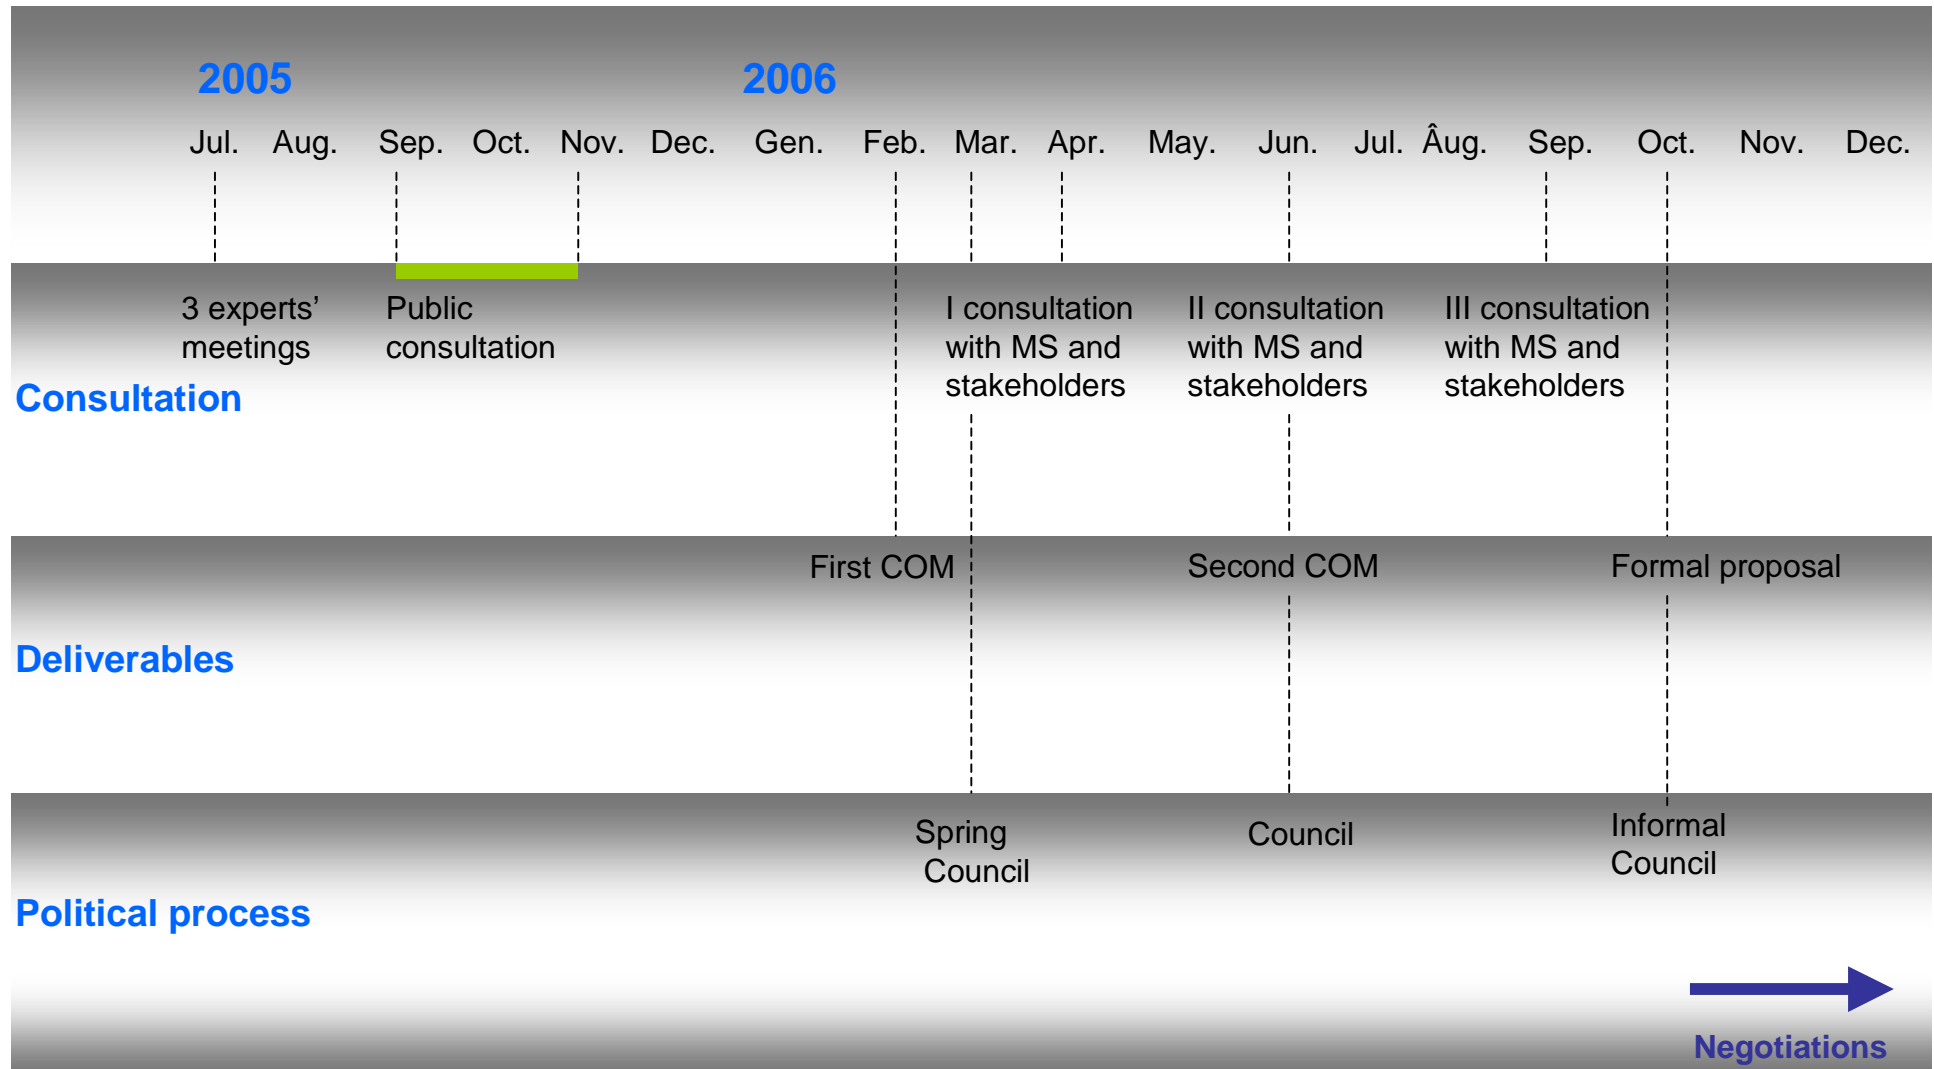 2005 2006
Jul. Aug. Sep. Oct. Nov. Dec. Gen. Feb. Mar. Apr. May. Jun. Jul. Âug. Sep. Oct. Nov. Dec.
3 experts’
meetings
Public
consultation
I consultation
with MS and
stakeholders
II consultation
with MS and
stakeholders
III consultation
with MS and
stakeholders
Consultation
First COM
Second COM
Formal proposal
Deliverables
Spring
Council
Council
Informal
Council
Political process
Negotiations